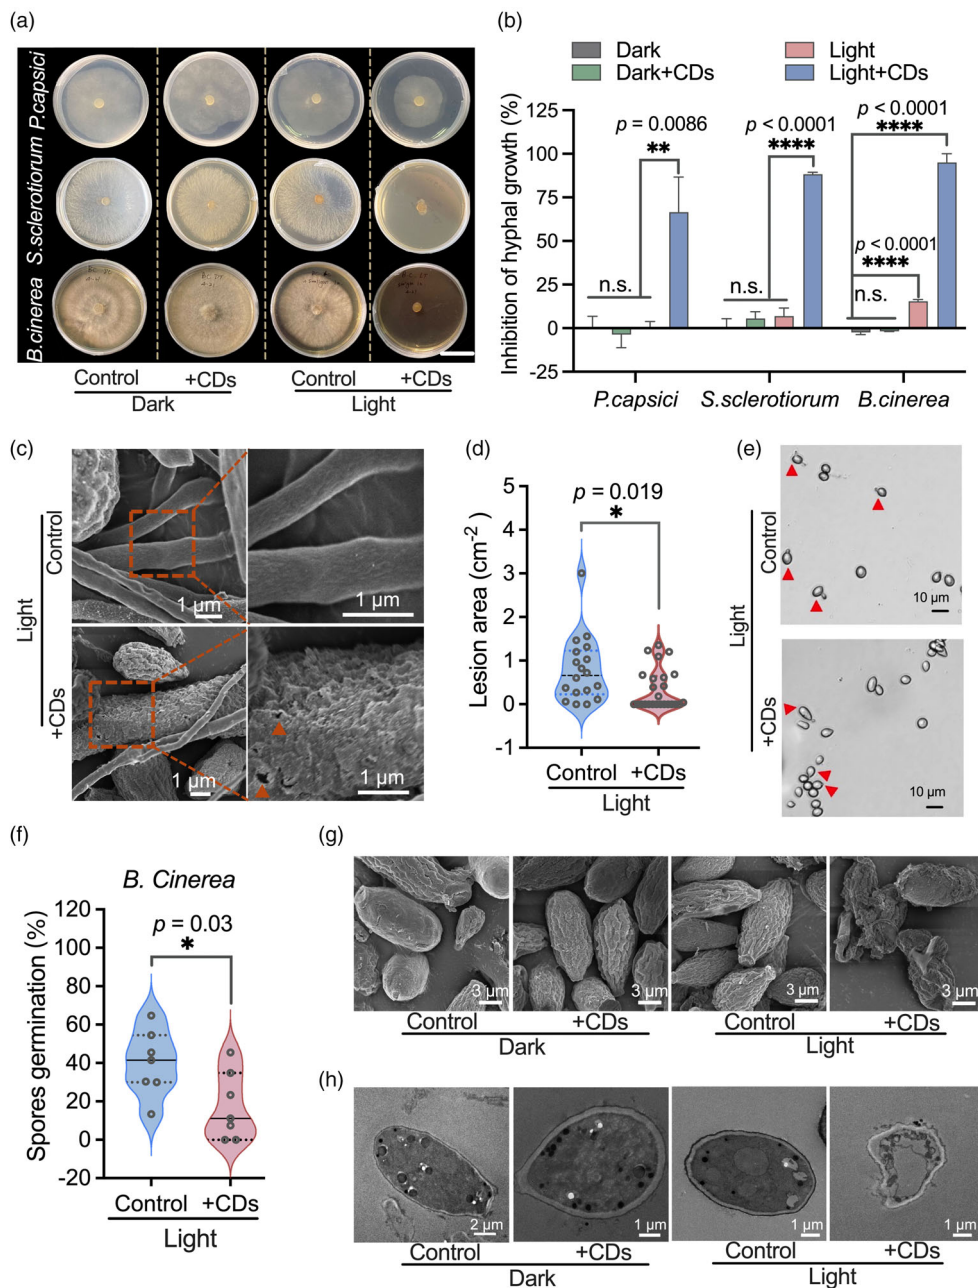 (a)
P.capsici
S.sclerotiorum
B.cinerea
Control
+CDs
Control
+CDs
Dark
Light
(b)
Dark
Light
Dark+CDs
Light+CDs
Inhibition of hyphal growth (%)
125
100
75
50
25
0
-25
p = 0.0086
**
p <0.0001
****
p < 0.0001
****
p <0.0001
****
n.s.
n.s.
n.s.
P.capsici
S.sclerotiorum
B.cinerea
(c)
Light
Control
+CDs
1 μm
1 μm
1 μm
1 μm
(d)
Lesion area (cm-2)
5
4
3
2
1
0
-1
p = 0.019
*
Control
+CDs
Light
(e)
Light
Control
+CDs
10 μm
10 μm
(f)
B. Cinerea
Spores germination (%)
120
100
80
60
40
20
0
-20
p = 0.03
*
Control
+CDs
Light
(g)
3 μm
3 μm
3 μm
3 μm
Control
+CDs
Control
+CDs
Dark
Light
(h)
2 μm
1 μm
1 μm
1 μm
Control
+CDs
Control
+CDs
Dark
Light